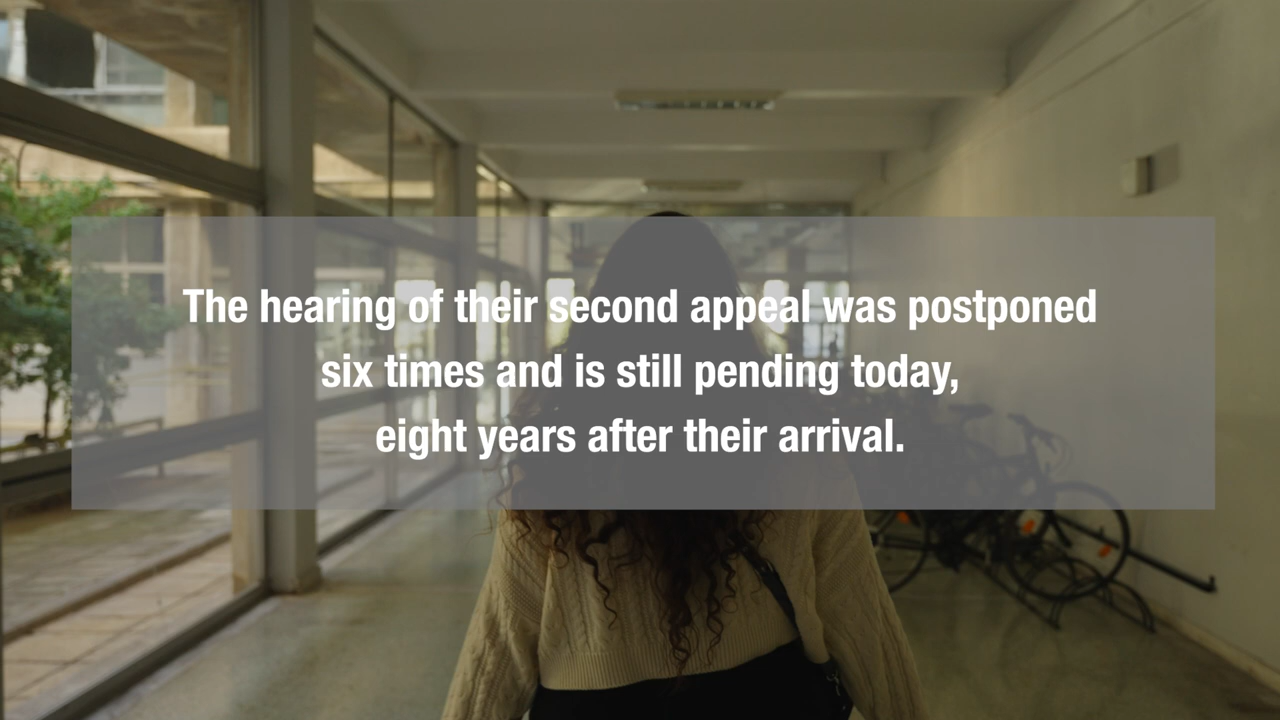 The hearing of their second appeal was postponed
six times and is still pending today,
eight years after their arrival.